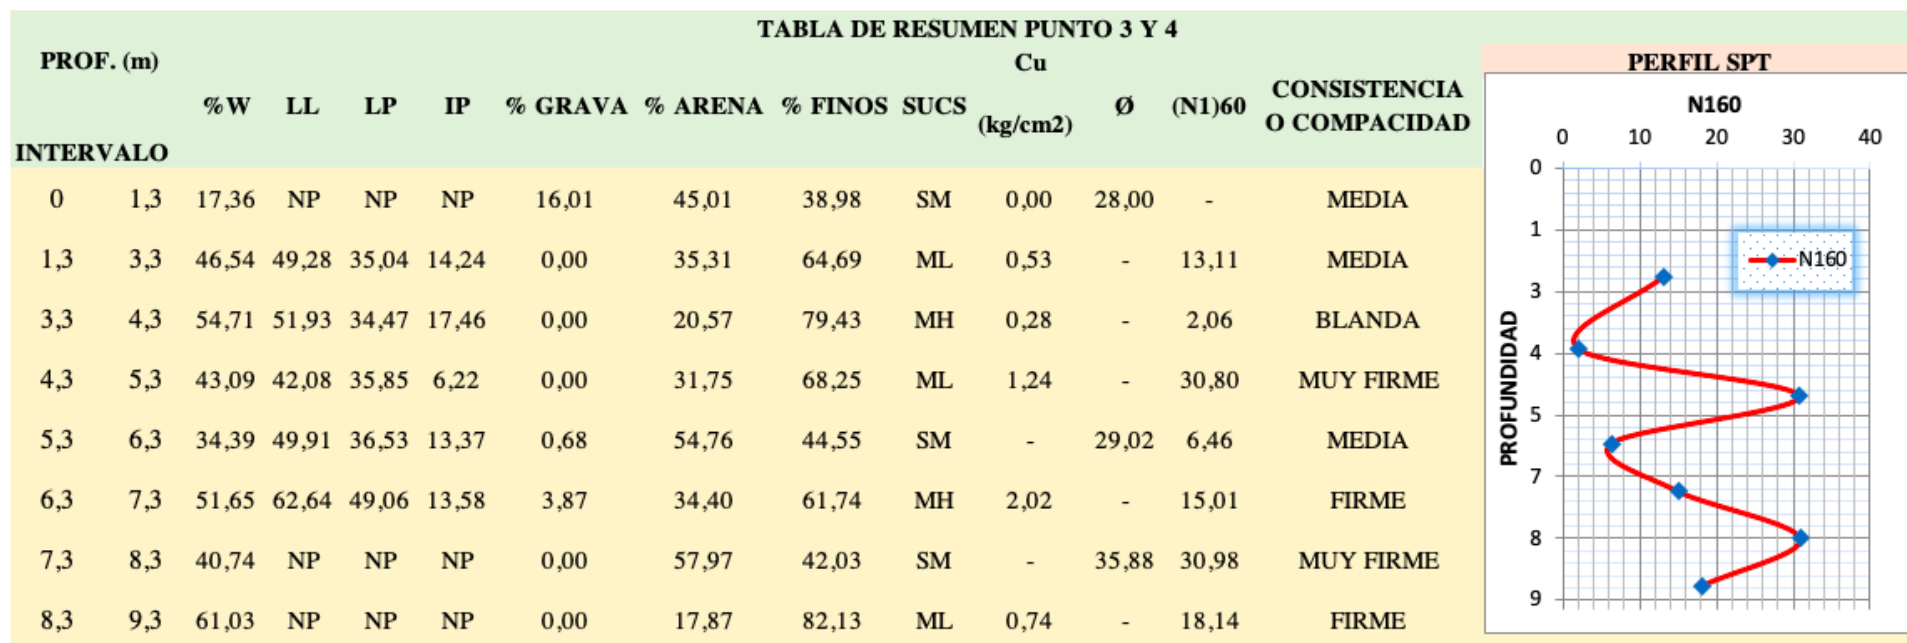 TABLA DE RESUMEN PUNTO 3 Y 4
PROF. (m) Cu PERFIL SPT
%W LL LP IP % GRAVA % ARENA % FINOS SUCS (kg/cm2) Ø (N1)60 CONSISTENCIA O COMPACIDAD
INTERVALO
0 1,3 17,36 NP NP NP 16,01 45,01 38,98 SM 0,00 28,00 - MEDIA
1,3 3,3 46,54 49,28 35,04 14,24 0,00 35,31 64,69 ML 0,53 - 13,11 MEDIA
3,3 4,3 54,71 51,93 34,47 17,46 0,00 20,57 79,43 MH 0,28 - 2,06 BLANDA
4,3 5,3 43,09 42,08 35,85 6,22 0,00 31,75 68,25 ML 1,24 - 30,80 MUY FIRME
5,3 6,3 34,39 49,91 36,53 13,37 0,68 54,76 44,55 SM - 29,02 6,46 MEDIA
6,3 7,3 51,65 62,64 49,06 13,58 3,87 34,40 61,74 MH 2,02 - 15,01 FIRME
7,3 8,3 40,74 NP NP NP 0,00 57,97 42,03 SM - 35,88 30,98 MUY FIRME
8,3 9,3 61,03 NP NP NP 0,00 17,87 82,13 ML 0,74 - 18,14 FIRME
N160
0 10 20 30 40
0
1
3
4
5
7
8
9
PROFUNDIDAD
N160